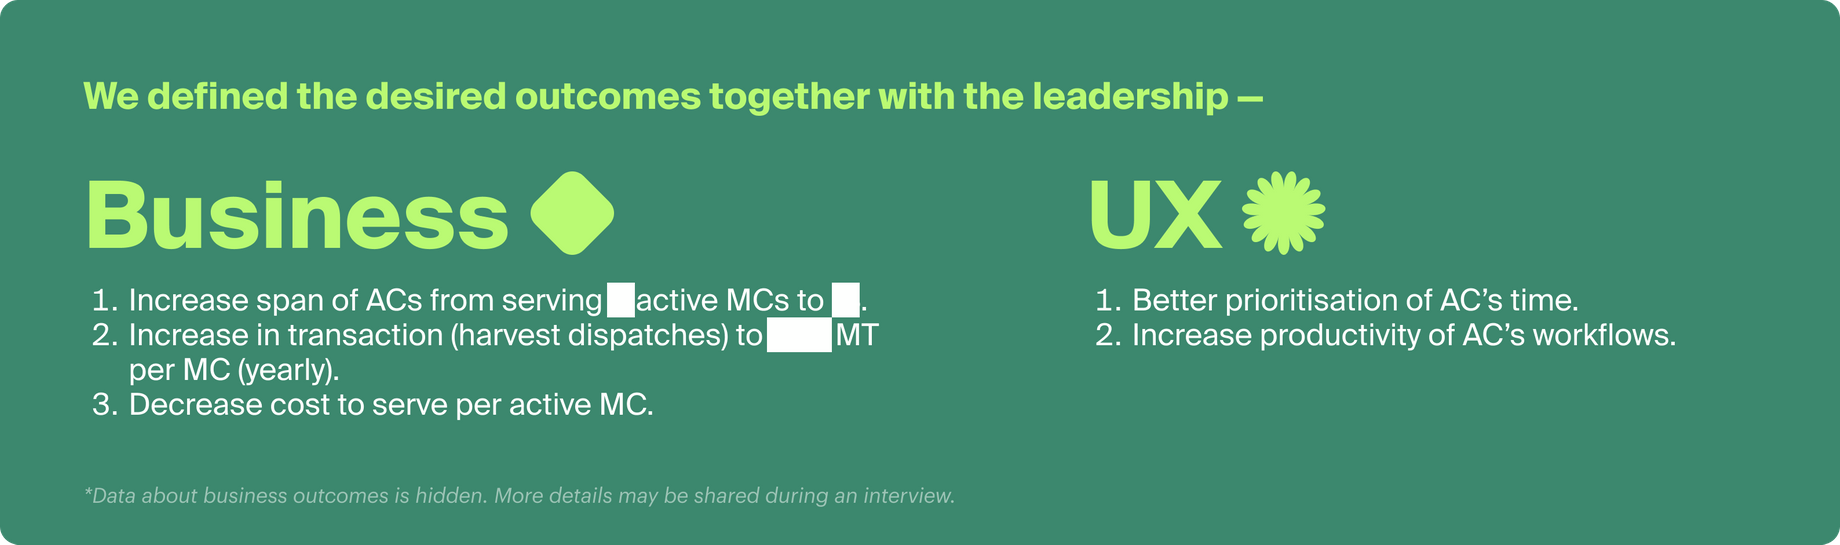 We defined the desired outcomes together with the leadership —
Business
1. Increase span of ACs from serving active MCs to .
2. Increase in transaction (harvest dispatches) to MT
per MC (yearly).
3. Decrease cost to serve per active MC.
UX
1. Better prioritisation of AC’s time.
2. Increase productivity of AC’s workflows.
*Data about business outcomes is hidden. More details may be shared during an interview.